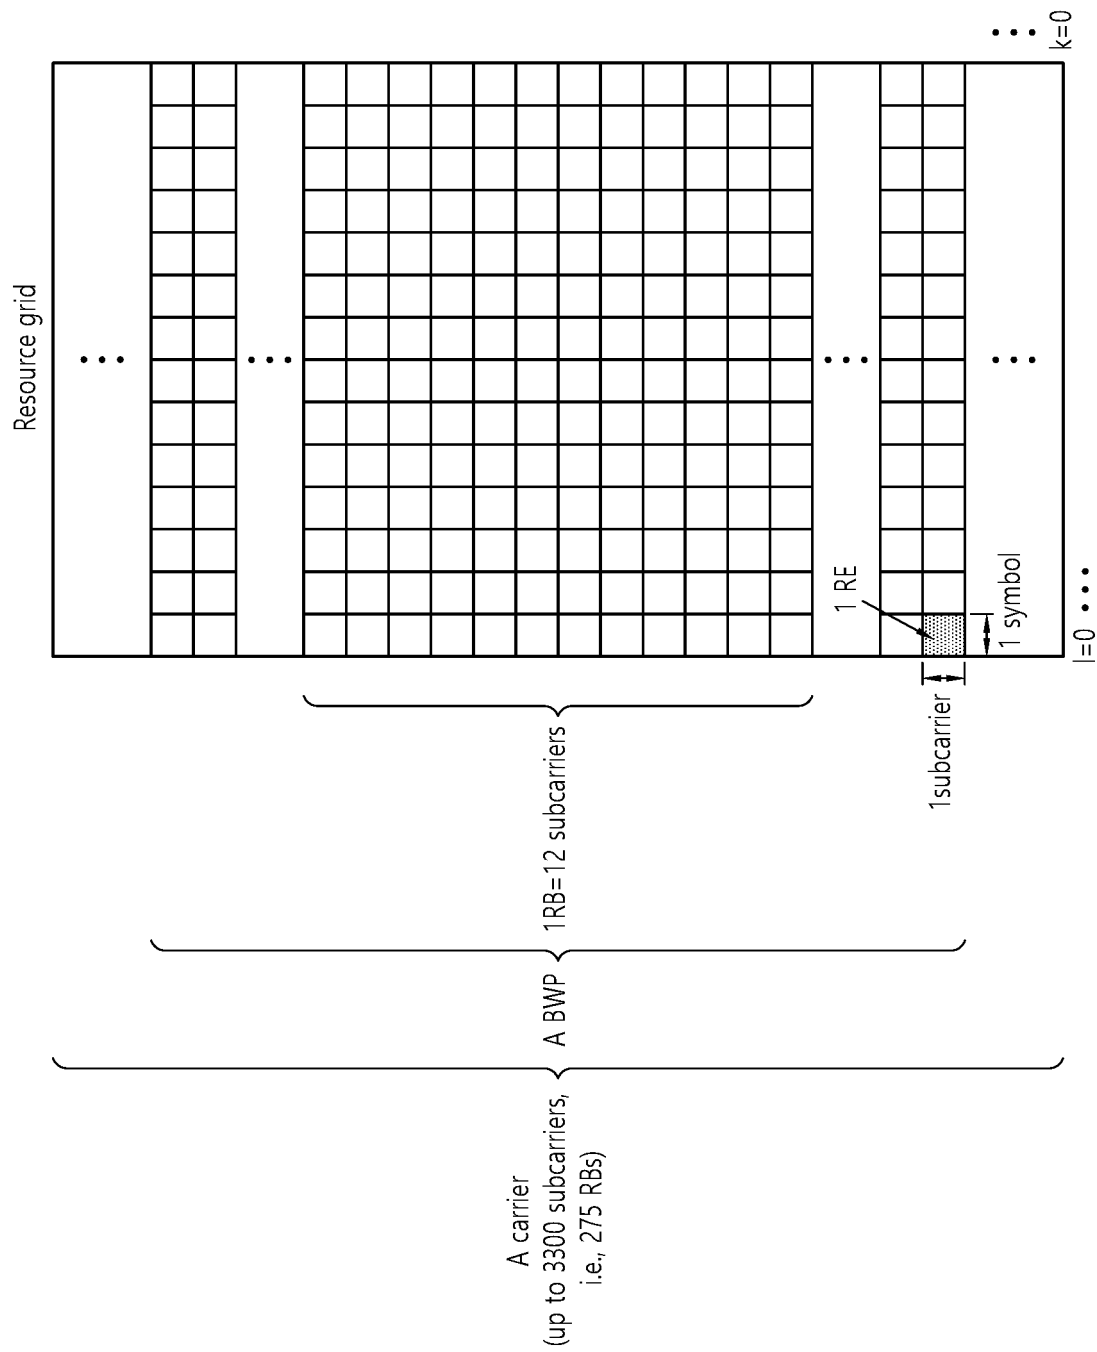 Resource grid
A carrier
(up to 3300 subcarriers,
i.e., 275 RBs)
A BWP
1RB=12 subcarriers
1subcarrier
1 RE
1 symbol
l=0
k=0